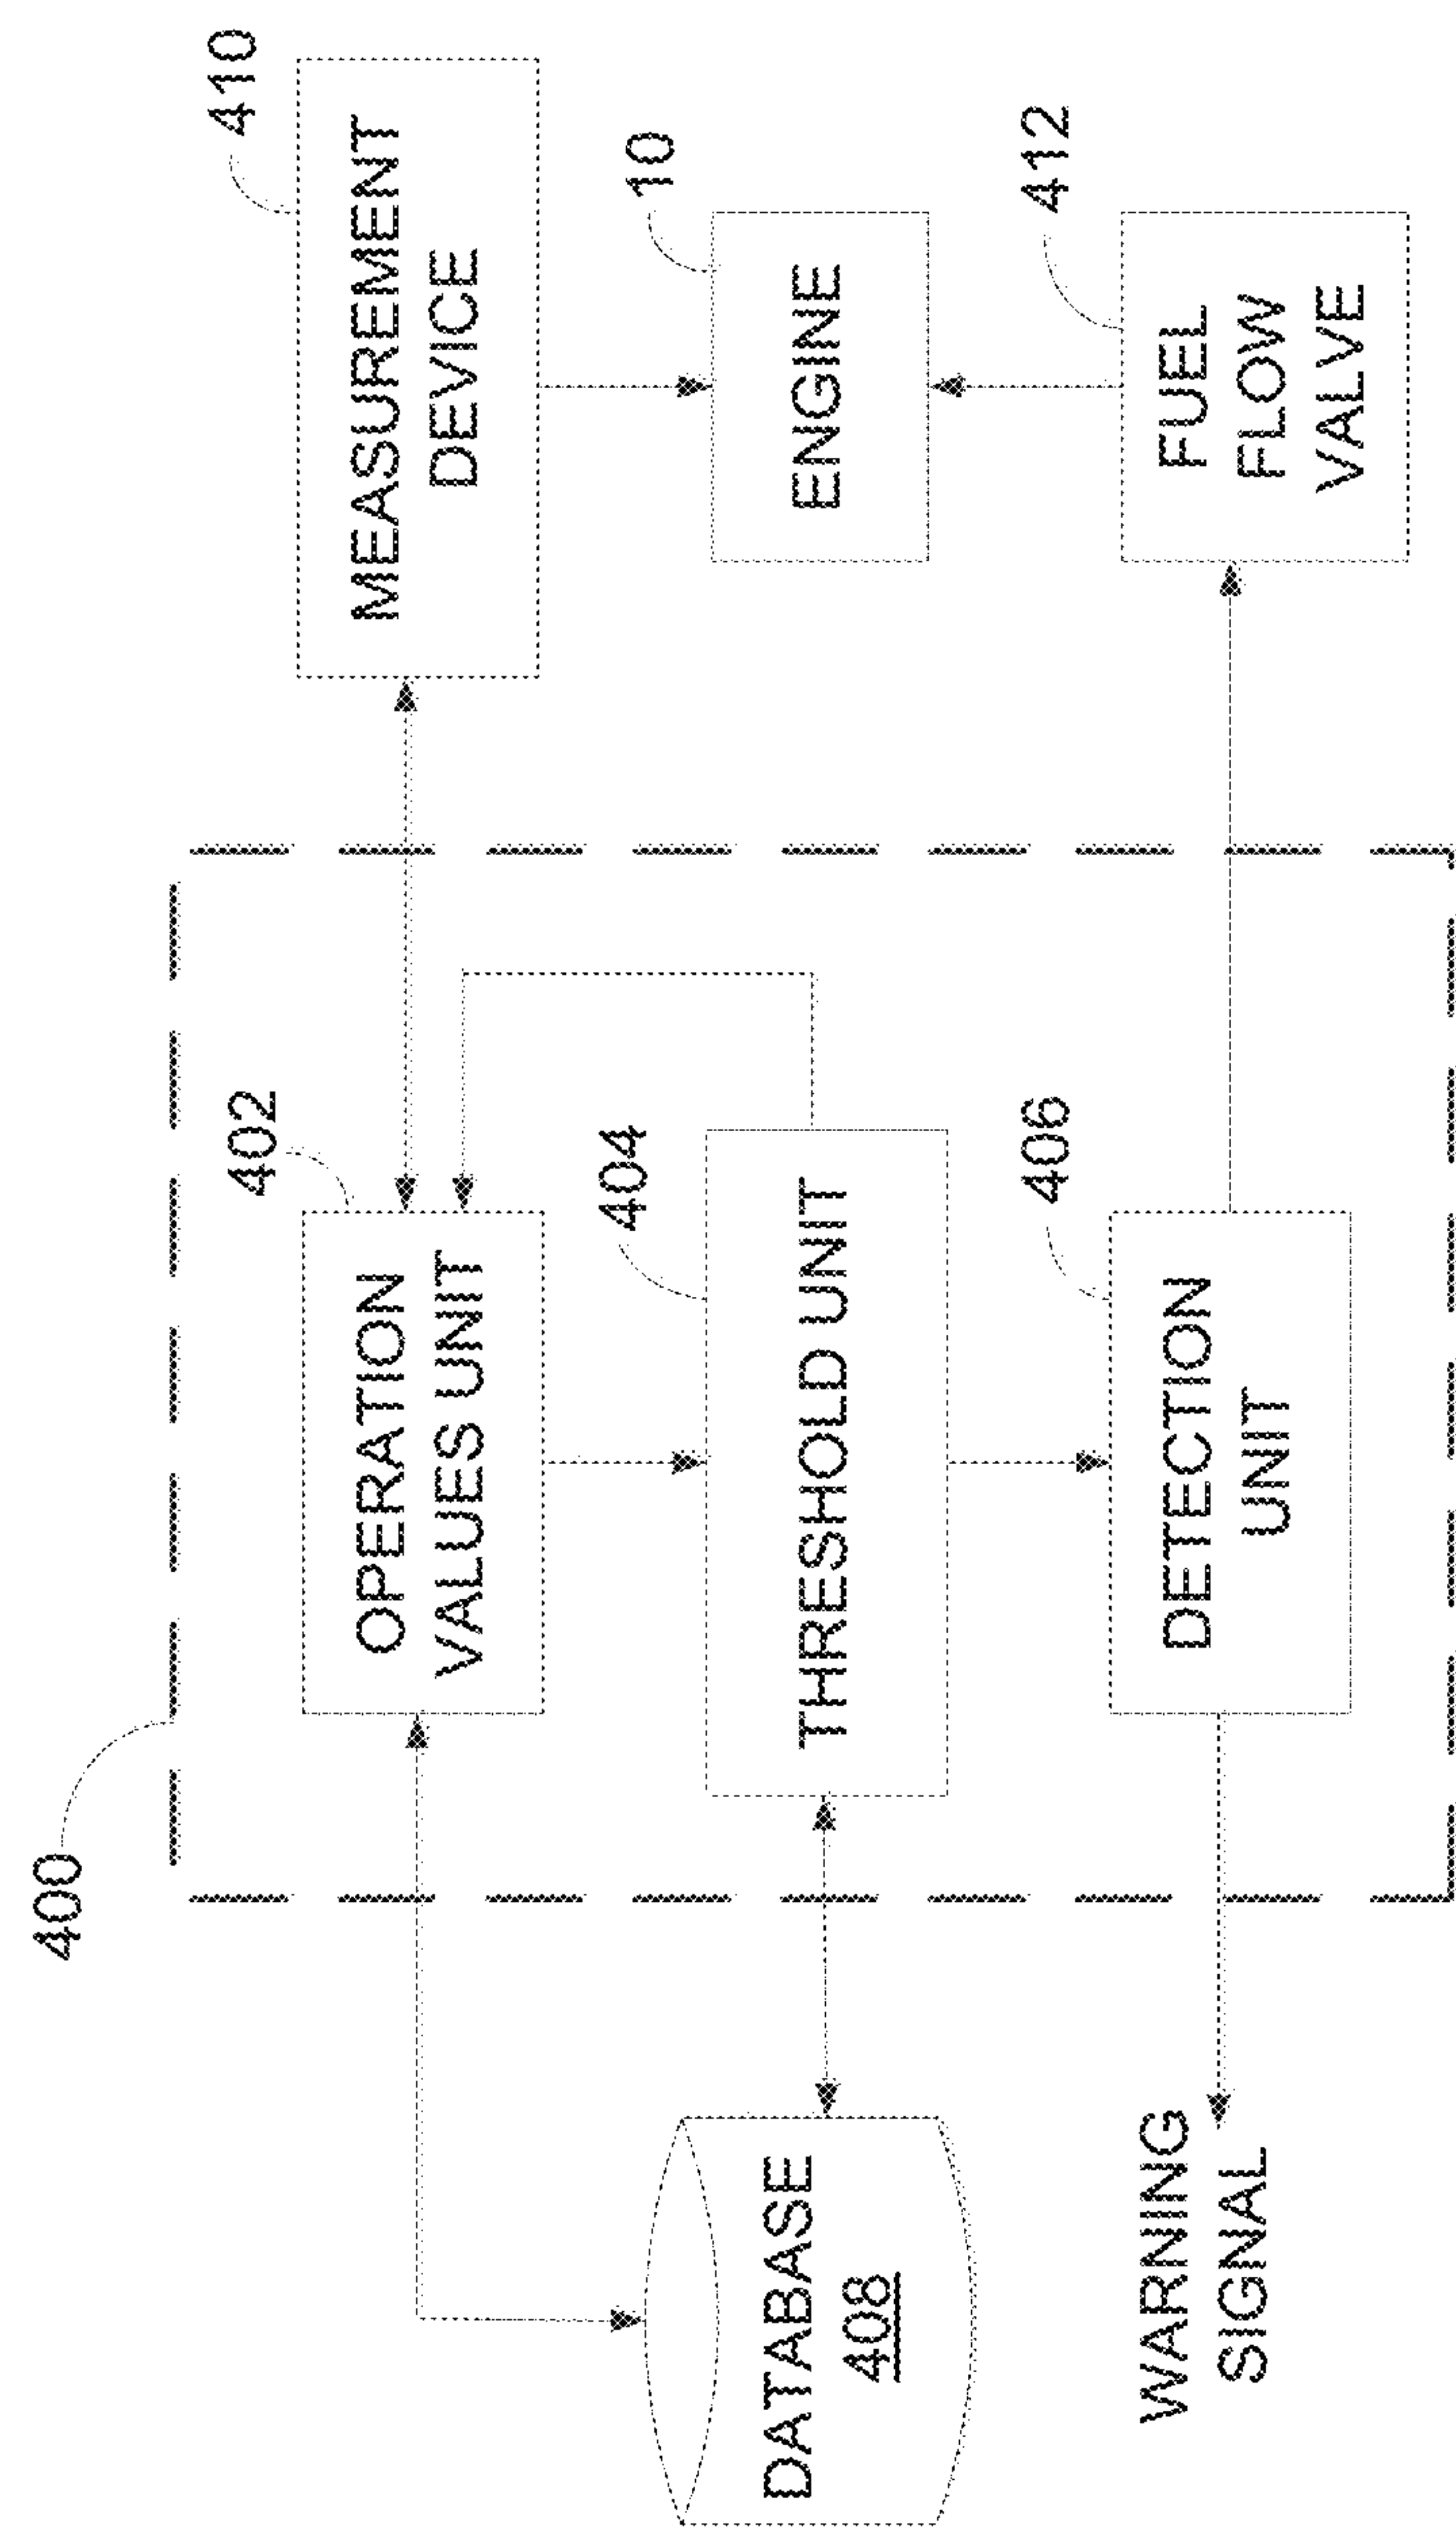 400
402
OPERATION
VALUES UNIT
404
THRESHOLD UNIT
406
DETECTION
UNIT
DATABASE
408
WARNING
SIGNAL
410
MEASUREMENT
DEVICE
10
ENGINE
412
FUEL
FLOW
VALVE